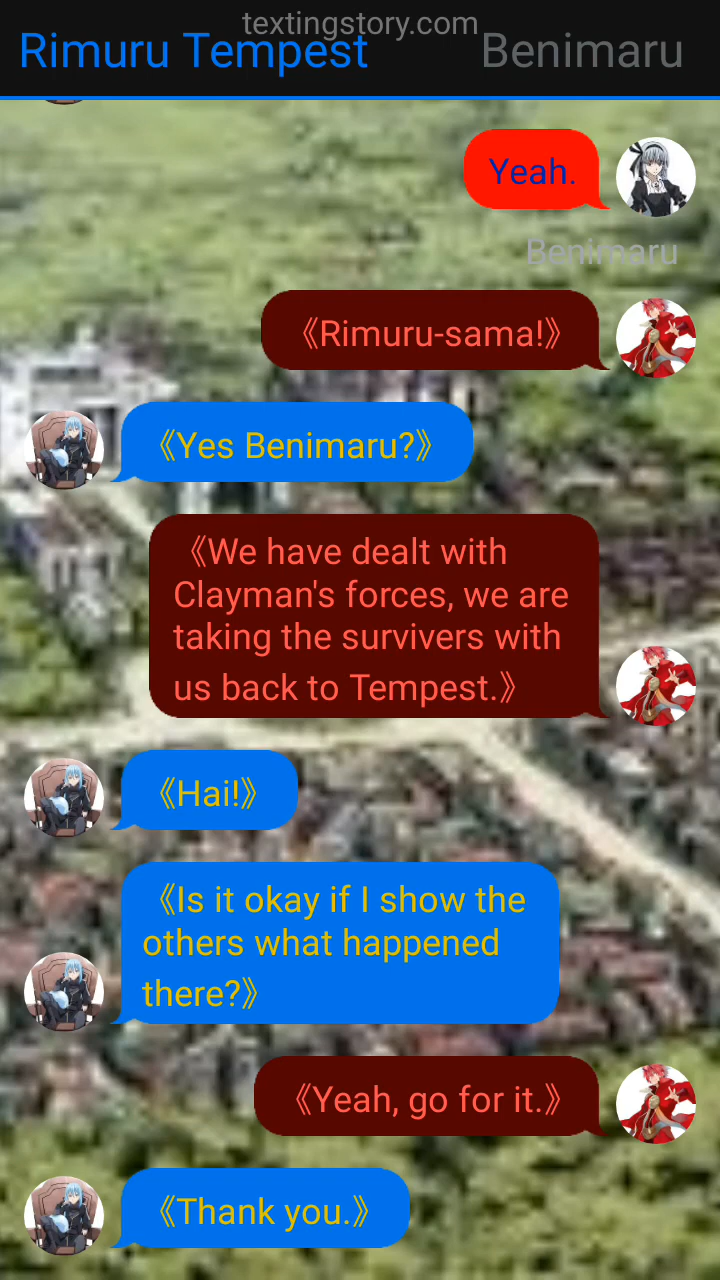 textingstory.com
Rimuru Tempest
Benimaru
Yeah.
Benimaru
《Rimuru-sama!》
《Yes Benimaru?》
《We have dealt with
Clayman's forces, we are
taking the survivers with
us back to Tempest.》
《Hai!》
《Is it okay if I show the
others what happened
there?》
《Yeah, go for it.》
《Thank you.》